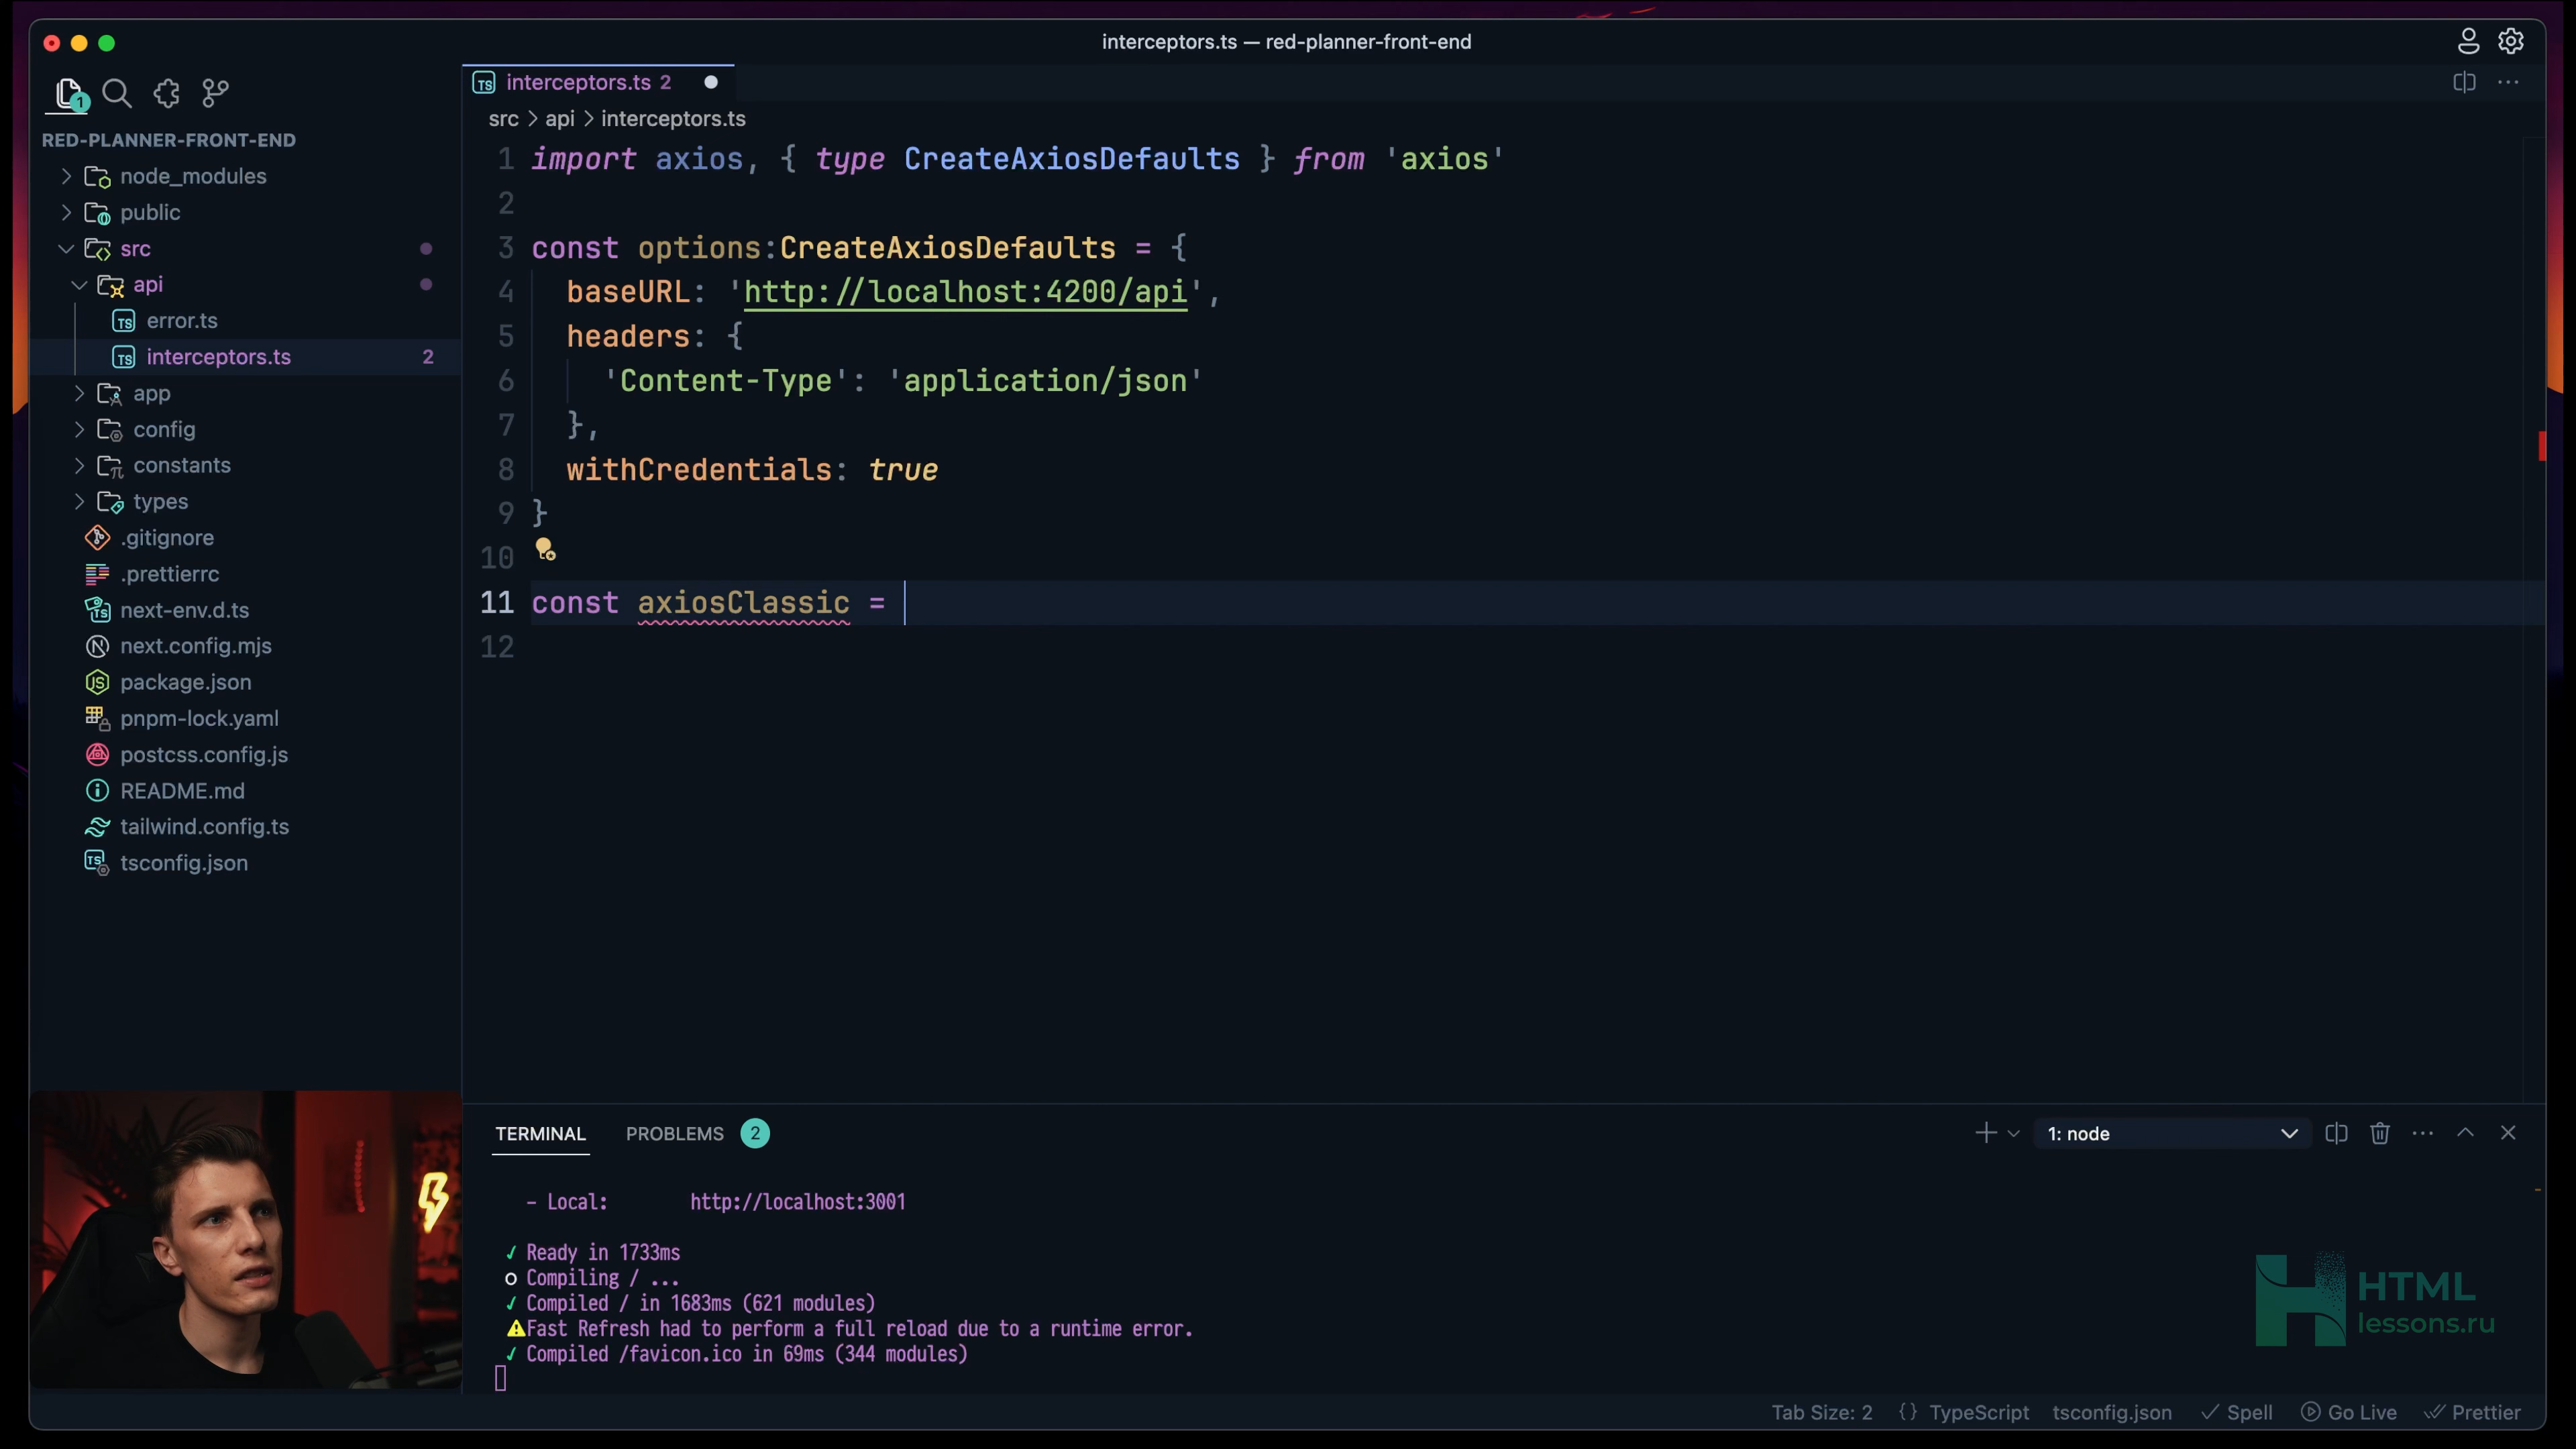 interceptors.ts — red-planner-front-end
1
RED-PLANNER-FRONT-END
node_modules
public
src
api
error.ts
interceptors.ts 2
app
config
constants
types
.gitignore
.prettierrc
next-env.d.ts
next.config.mjs
package.json
pnpm-lock.yaml
postcss.config.js
README.md
tailwind.config.ts
tsconfig.json
interceptors.ts 2
src > api > interceptors.ts
1 import axios, { type CreateAxiosDefaults } from 'axios'
2
3 const options:CreateAxiosDefaults = {
4 baseURL: 'http://localhost:4200/api',
5 headers: {
6 'Content-Type': 'application/json'
7 },
8 withCredentials: true
9 }
10
11 const axiosClassic =
12
TERMINAL PROBLEMS 2
1: node
- Local: http://localhost:3001
✓ Ready in 1733ms
○ Compiling / ...
✓ Compiled / in 1683ms (621 modules)
⚠Fast Refresh had to perform a full reload due to a runtime error.
✓ Compiled /favicon.ico in 69ms (344 modules)
HTML
lessons.ru
Tab Size: 2 {} TypeScript tsconfig.json ✓ Spell Go Live Prettier